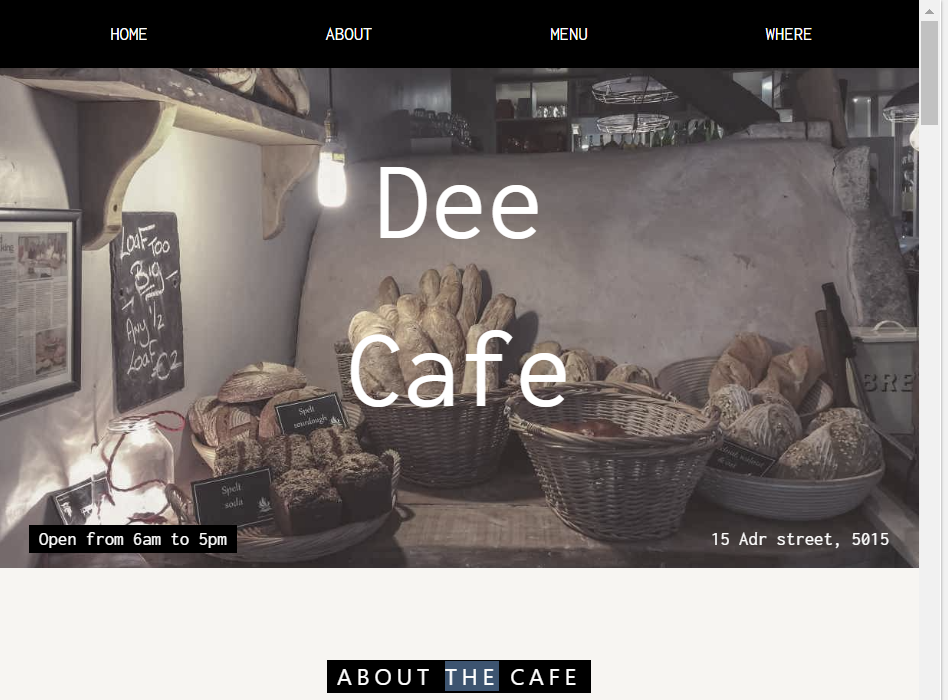 HOME ABOUT MENU WHERE
Dee
Cafe
Loaf Too
Big
Any 1/2
Loaf €2
Spelt
sourdough
Spelt
soda
BRE
Open from 6am to 5pm
15 Adr street, 5015
ABOUT THE CAFE